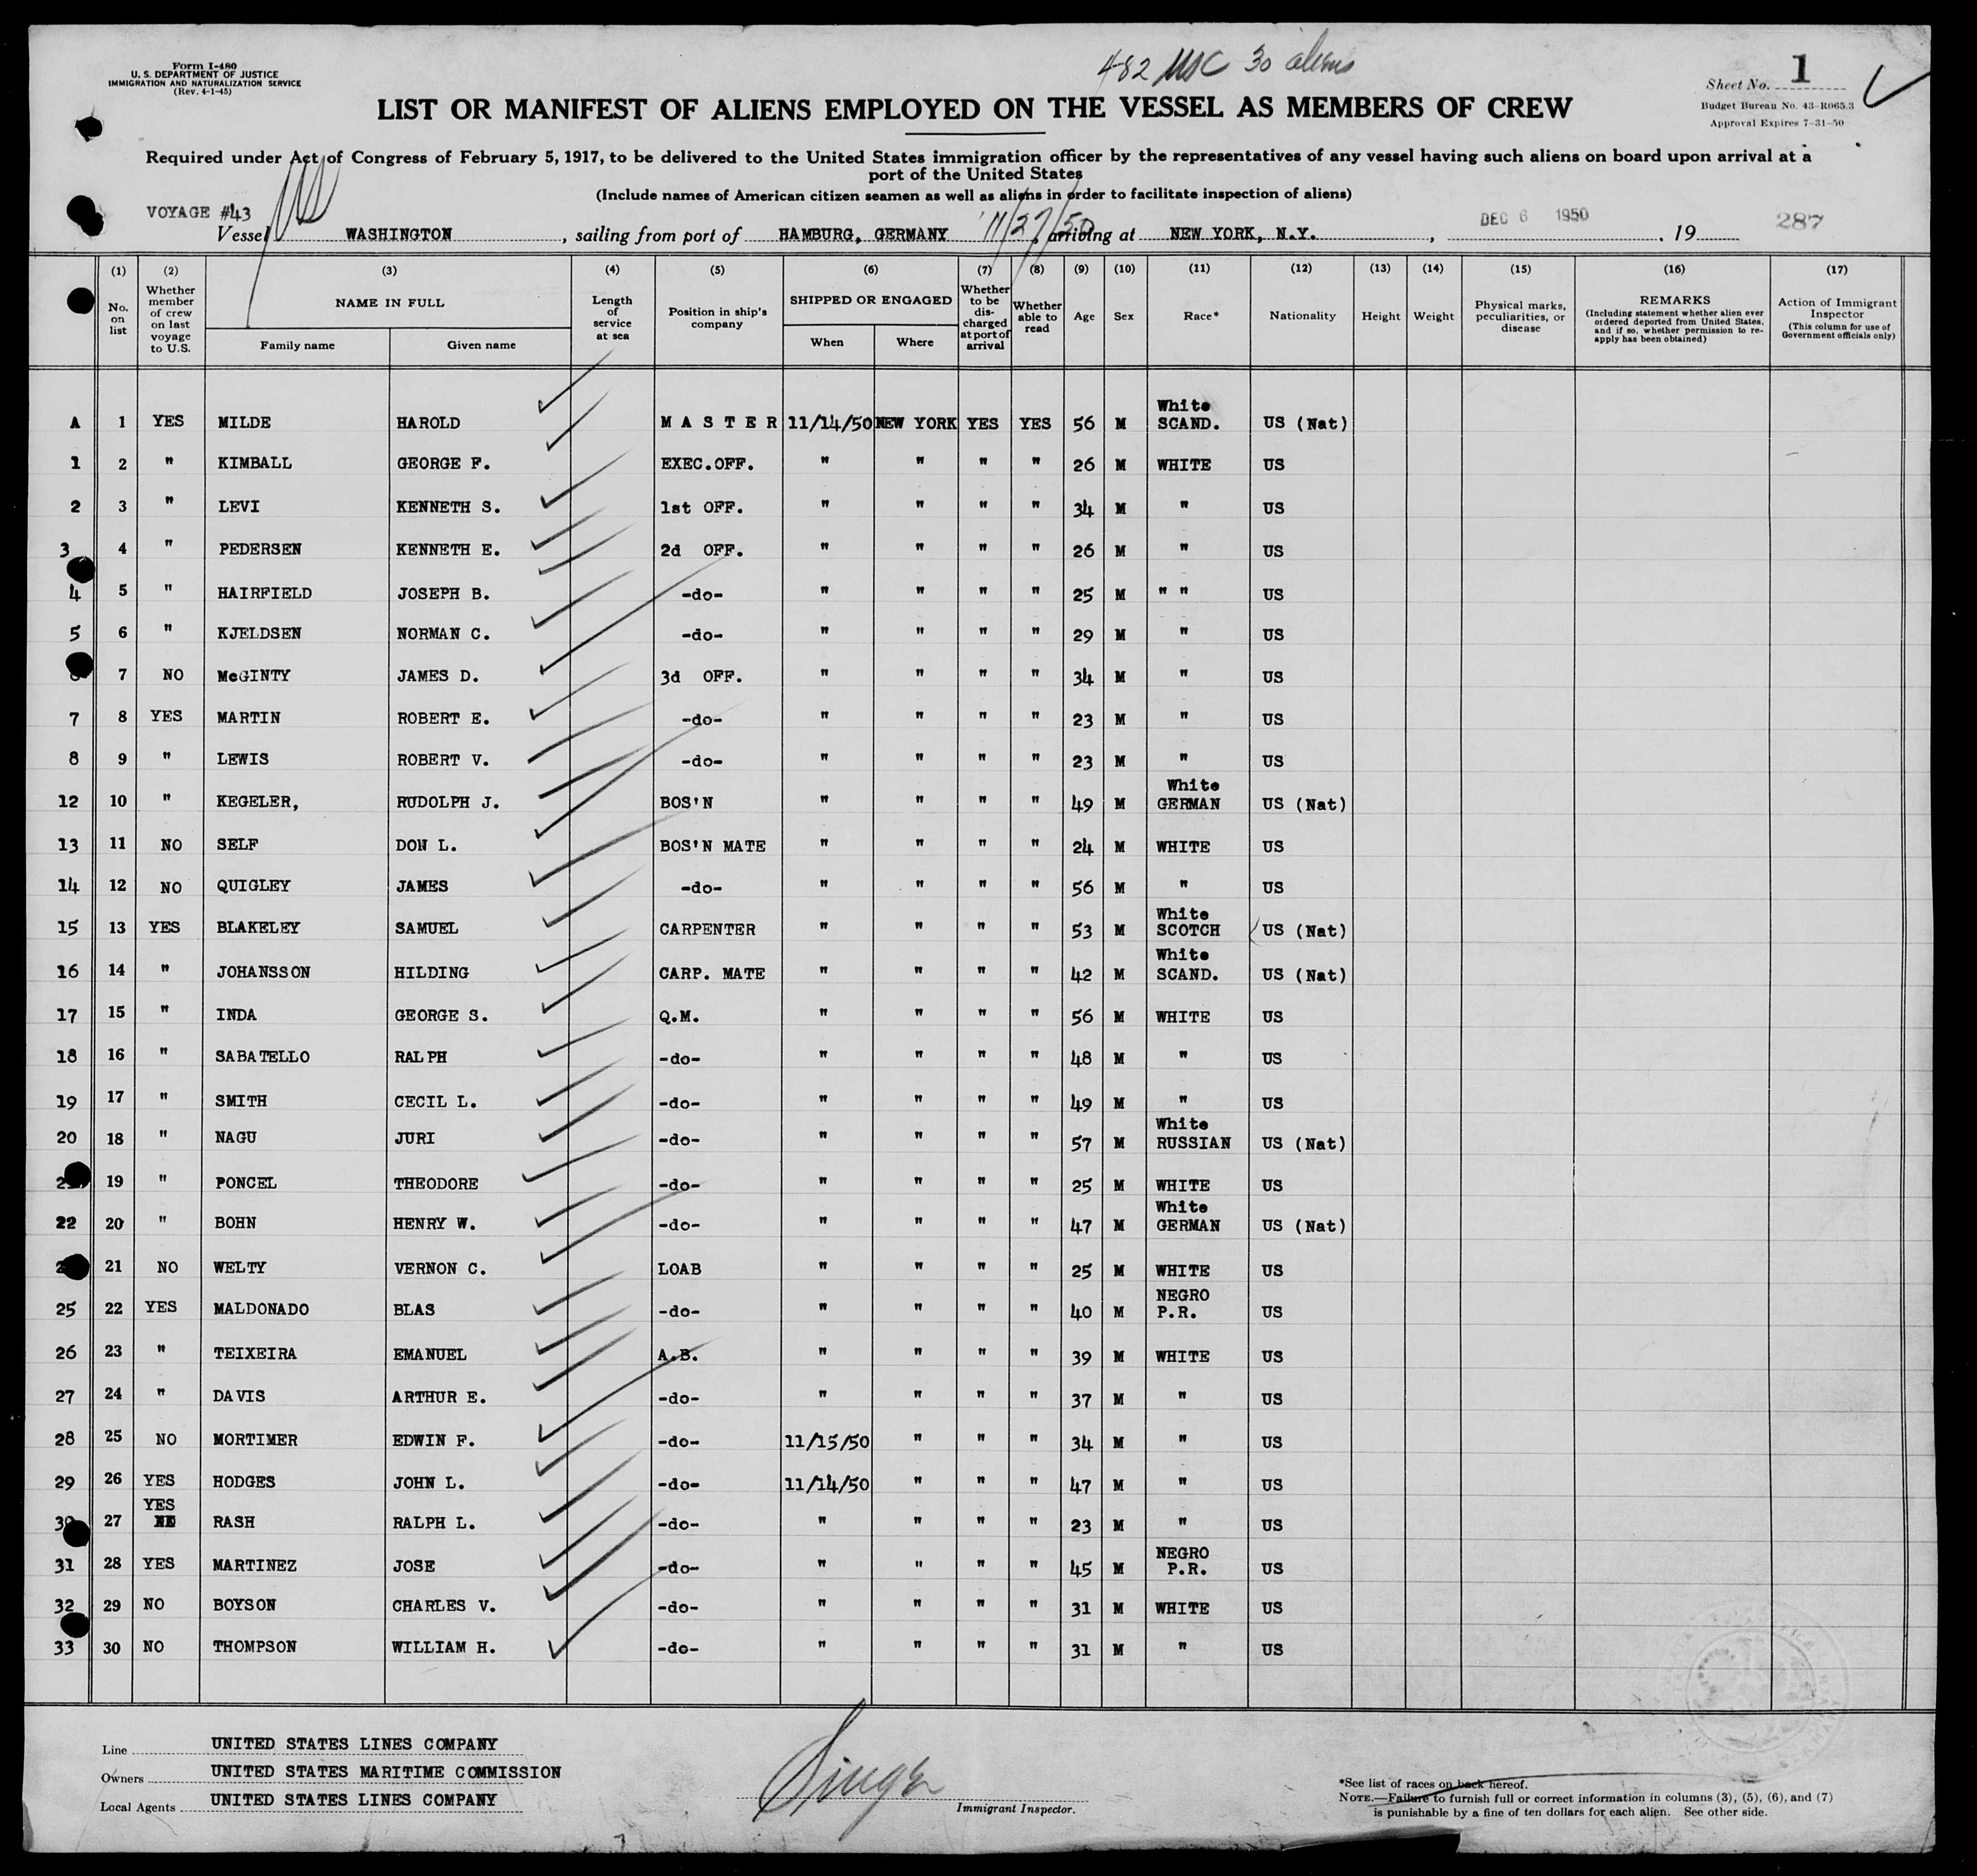 Form I-480
U. S. DEPARTMENT OF JUSTICE
IMMIGRATION AND NATURALIZATION SERVICE
(Rev. 4-1-45)
482 USC 30 aliens
Sheet No. 1
Budget Bureau No. 43-R065.3
Approval Expires 7-31-50
LIST OR MANIFEST OF ALIENS EMPLOYED ON THE VESSEL AS MEMBERS OF CREW
Required under Act of Congress of February 5, 1917, to be delivered to the United States immigration officer by the representatives of any vessel having such aliens on board upon arrival at a
port of the United States
(Include names of American citizen seamen as well as aliens in order to facilitate inspection of aliens)
VOYAGE #43
Vessel WASHINGTON, sailing from port of HAMBURG, GERMANY 11/27/50, arriving at NEW YORK, N.Y., DEC 6 1950, 19 287
(1) (2) (3) (4) (5) (6) (7) (8) (9) (10) (11) (12) (13) (14) (15) (16) (17)
No. on list Whether member of crew on last voyage to U.S. NAME IN FULL Family name Given name Length of service at sea Position in ship's company SHIPPED OR ENGAGED When Where Whether to be discharged at port of arrival Whether able to read Age Sex Race* Nationality Height Weight Physical marks, peculiarities, or disease REMARKS (Including statement whether alien ever ordered deported from United States, and if so, whether permission to re-apply has been obtained) Action of Immigrant Inspector (This column for use of Government officials only)
A 1 YES MILDE HAROLD MASTER 11/14/50 NEW YORK YES YES 56 M White SCAND. US (Nat)
1 2 " KIMBALL GEORGE F. EXEC.OFF. " " " " 26 M WHITE US
2 3 " LEVI KENNETH S. 1st OFF. " " " " 34 M " US
3 4 " PEDERSEN KENNETH E. 2d OFF. " " " " 26 M " US
4 5 " HAIRFIELD JOSEPH B. -do- " " " " 25 M " " US
5 6 " KJELDSEN NORMAN C. -do- " " " " 29 M " US
7 NO McGINTY JAMES D. 3d OFF. " " " " 34 M " US
7 8 YES MARTIN ROBERT E. -do- " " " " 23 M " US
8 9 " LEWIS ROBERT V. -do- " " " " 23 M " US
12 10 " KEGELER, RUDOLPH J. BOS'N " " " " 49 M White GERMAN US (Nat)
13 11 NO SELF DON L. BOS'N MATE " " " " 24 M WHITE US
14 12 NO QUIGLEY JAMES -do- " " " " 56 M " US
15 13 YES BLAKELEY SAMUEL CARPENTER " " " " 53 M White SCOTCH US (Nat)
16 14 " JOHANSSON HILDING CARP. MATE " " " " 42 M White SCAND. US (Nat)
17 15 " INDA GEORGE S. Q.M. " " " " 56 M WHITE US
18 16 " SABATELLO RALPH -do- " " " " 48 M " US
19 17 " SMITH CECIL L. -do- " " " " 49 M " US
20 18 " NAGU JURI -do- " " " " 57 M White RUSSIAN US (Nat)
19 " PONCEL THEODORE -do- " " " " 25 M WHITE US
22 20 " BOHN HENRY W. -do- " " " " 47 M White GERMAN US (Nat)
21 NO WELTY VERNON C. LOAB " " " " 25 M WHITE US
25 22 YES MALDONADO BLAS -do- " " " " 40 M NEGRO P.R. US
26 23 " TEIXEIRA EMANUEL A.B. " " " " 39 M WHITE US
27 24 " DAVIS ARTHUR E. -do- " " " " 37 M " US
28 25 NO MORTIMER EDWIN F. -do- 11/15/50 " " " 34 M " US
29 26 YES HODGES JOHN L. -do- 11/14/50 " " " 47 M " US
30 27 YES RASH RALPH L. -do- " " " " 23 M " US
31 28 YES MARTINEZ JOSE -do- " " " " 45 M NEGRO P.R. US
32 29 NO BOYSON CHARLES V. -do- " " " " 31 M WHITE US
33 30 NO THOMPSON WILLIAM H. -do- " " " " 31 M " US
Line UNITED STATES LINES COMPANY
Owners UNITED STATES MARITIME COMMISSION
Local Agents UNITED STATES LINES COMPANY
Immigrant Inspector.
*See list of races on back hereof.
NOTE.—Failure to furnish full or correct information in columns (3), (5), (6), and (7)
is punishable by a fine of ten dollars for each alien. See other side.